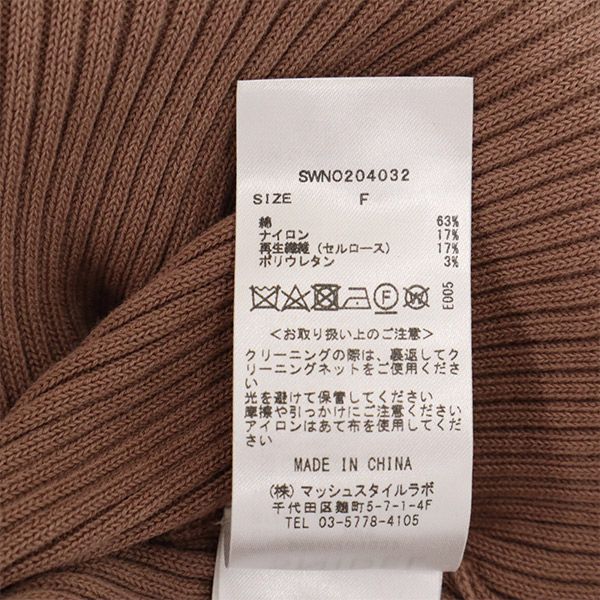 SWNO204032
SIZE F
綿 63%
ナイロン 17%
再生繊維 (セルロース) 17%
ポリウレタン 3%
F W E005
<お取り扱い上のご注意>
クリーニングの際は、裏返してク
リーニングネットをご使用くださ
い
光を避けて保管してください
摩擦や引っかけにご注意ください
アイロンはあて布を使用してくだ
さい
MADE IN CHINA
(株) マッシュスタイルラボ
千代田区麹町5-7-1-4F
TEL 03-5778-4105